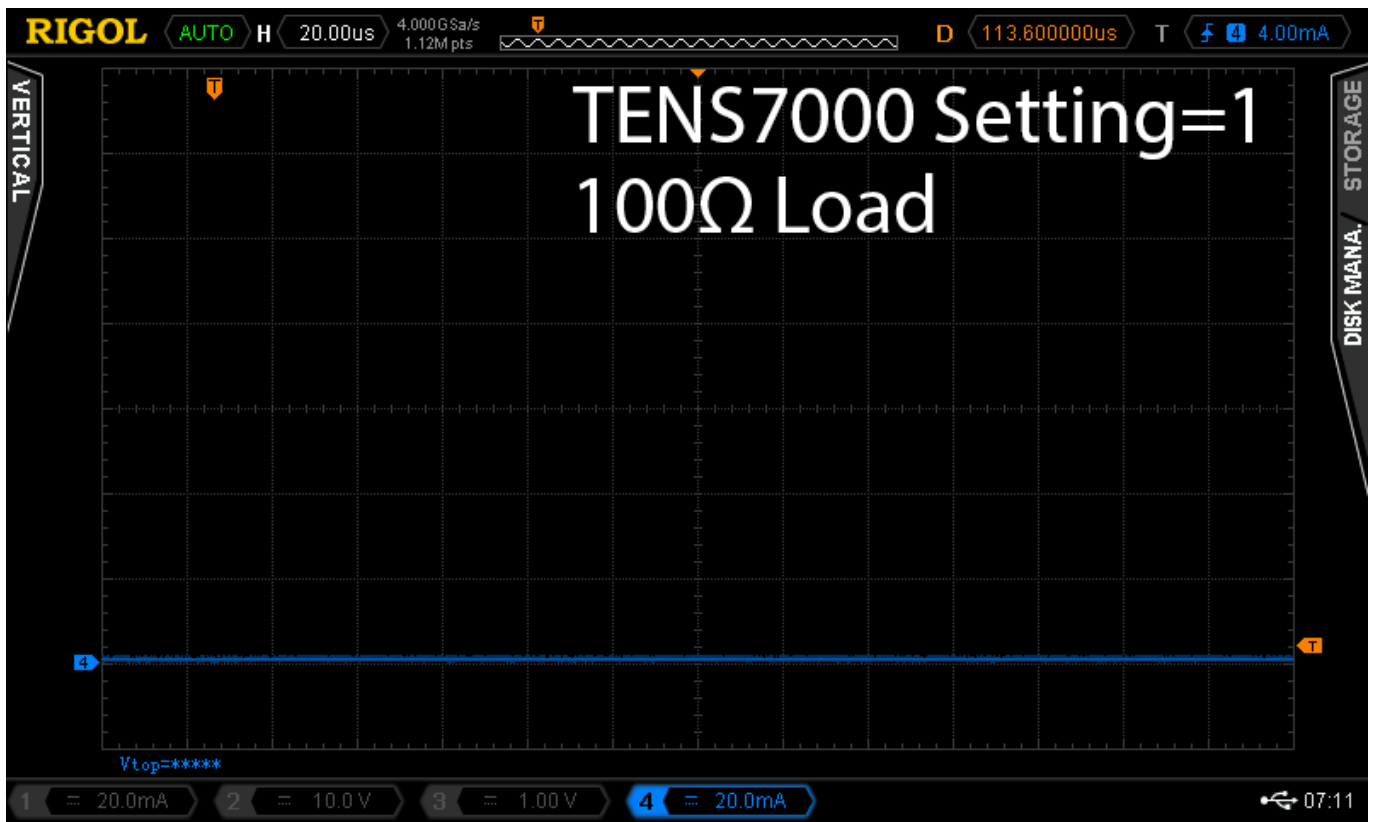 RIGOL AUTO H 20.00us 4.000GSa/s D 113.600000us T 4 4.00mA
1.12M pts
T
VERTICAL
TENS7000 Setting=1
100Ω Load
STORAGE
DISK MANA.
T
4
Vtop=*****
1 20.0mA 2 10.0 V 3 1.00 V 4 20.0mA 07:11